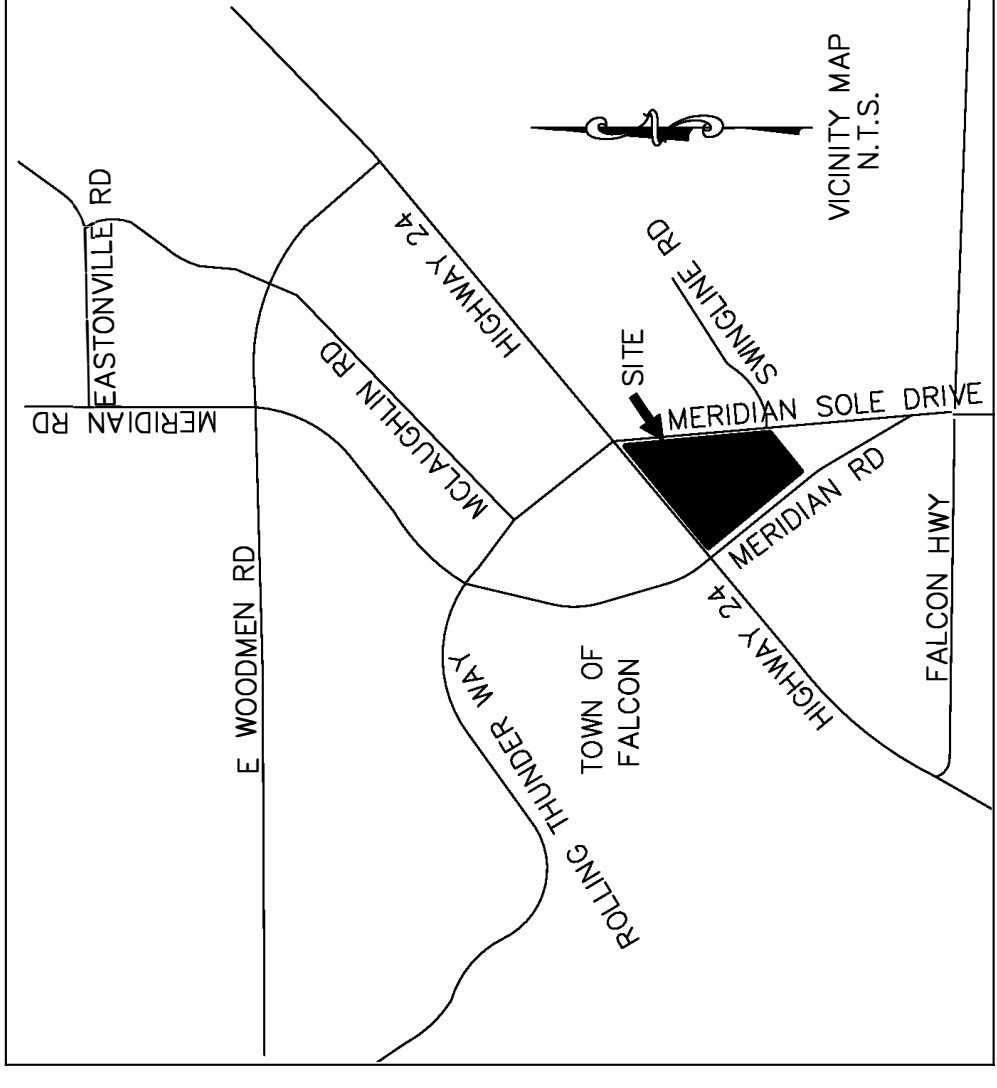 EASTONVILLE RD
MERIDIAN RD
E WOODMEN RD
MCLAUGHLIN RD
HIGHWAY 24
ROLLING THUNDER WAY
TOWN OF
FALCON
SITE
SWINGLINE RD
MERIDIAN SOLE DRIVE
MERIDIAN RD
HIGHWAY 24
FALCON HWY
N
VICINITY MAP
N.T.S.